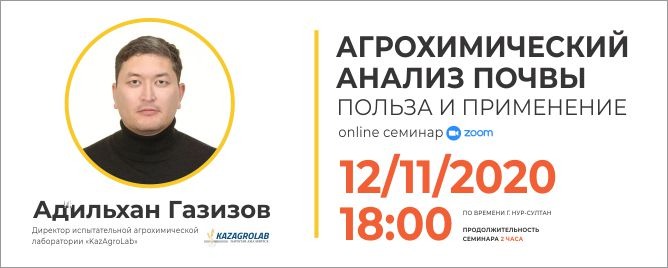 АГРОХИМИЧЕСКИЙ
АНАЛИЗ ПОЧВЫ
ПОЛЬЗА И ПРИМЕНЕНИЕ
online семинар zoom
12/11/2020
18:00
ПО ВРЕМЕНИ Г. НУР-СУЛТАН
ПРОДОЛЖИТЕЛЬНОСТЬ
СЕМИНАРА 2 ЧАСА
Адильхан Газизов
Директор испытательной агрохимической
лаборатории «KazAgroLab»
KAZAGROLAB